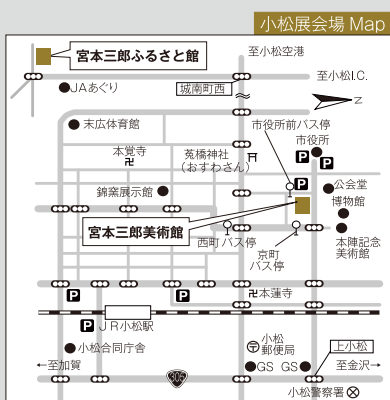 小松展会場 Map
宮本三郎ふるさと館
至小松空港
JAあぐり
城南町西
至小松I.C.
N
末広体育館
市役所前バス停
市役所
P
P
本覚寺
菟橋神社
(おすわさん)
P
公会堂
錦窯展示館
博物館
宮本三郎美術館
西町バス停
京町
バス停
本陣記念
美術館
P
P
本蓮寺
P
JR小松駅
小松
郵便局
上小松
小松合同庁舎
←至加賀
305
GS
GS
至金沢→
小松警察署